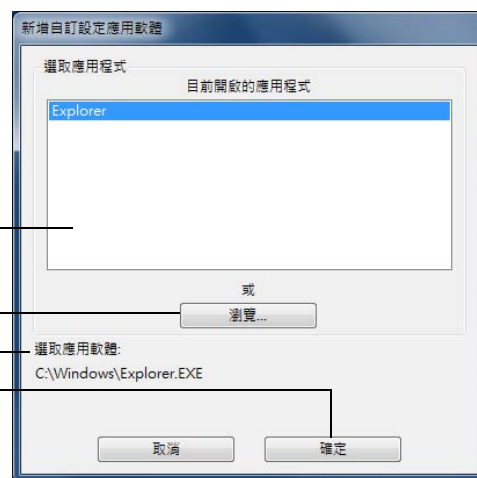 新增自訂設定應用軟體
選取應用程式
目前開啟的應用程式
Explorer
或
瀏覽...
選取應用軟體:
C:\Windows\Explorer.EXE
取消
確定